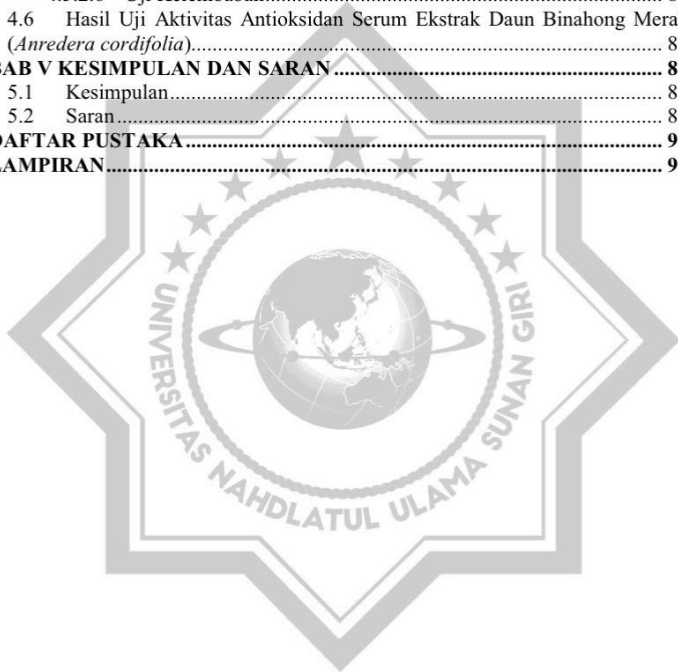 4.6 Hasil Uji Aktivitas Antioksidan Serum Ekstrak Daun Binahong Mera
(Anredera cordifolia)........................................................................................ 8
BAB V KESIMPULAN DAN SARAN......................................................... 8
5.1 Kesimpulan............................................................................................. 8
5.2 Saran....................................................................................................... 8
DAFTAR PUSTAKA.................................................................................... 9
LAMPIRAN................................................................................................... 9
UNIVERSITAS NAHDLATUL ULAMA SUNAN GIRI